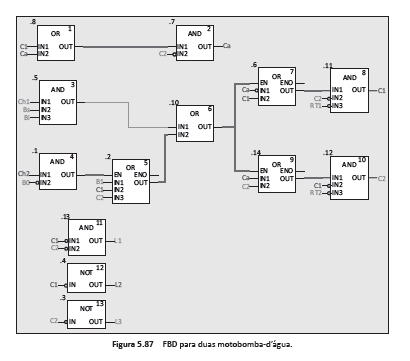 .8 OR 1
C1 IN1 OUT
Ca IN2
.7 AND 2
IN1 OUT Ca
C2 IN2
.5 AND 3
Ch1 IN1 OUT
Bs IN2
BI IN3
.6 OR 7
EN ENO
Ca IN1 OUT
C1 IN2
.11 AND 8
IN1 OUT C1
C2 IN2
RT1 IN3
.10 OR 6
IN1 OUT
IN2
.1 AND 4
Ch2 IN1 OUT
B0 IN2
.2 OR 5
EN ENO
B1 IN1 OUT
C1 IN2
C2 IN3
.14 OR 9
EN ENO
Ca IN1 OUT
C2 IN2
.12 AND 10
IN1 OUT C2
C1 IN2
RT2 IN3
.13 AND 11
C1 IN1 OUT L1
C2 IN2
.4 NOT 12
C1 IN OUT L2
.3 NOT 13
C2 IN OUT L3
Figura 5.87 FBD para duas motobomba-d'água.